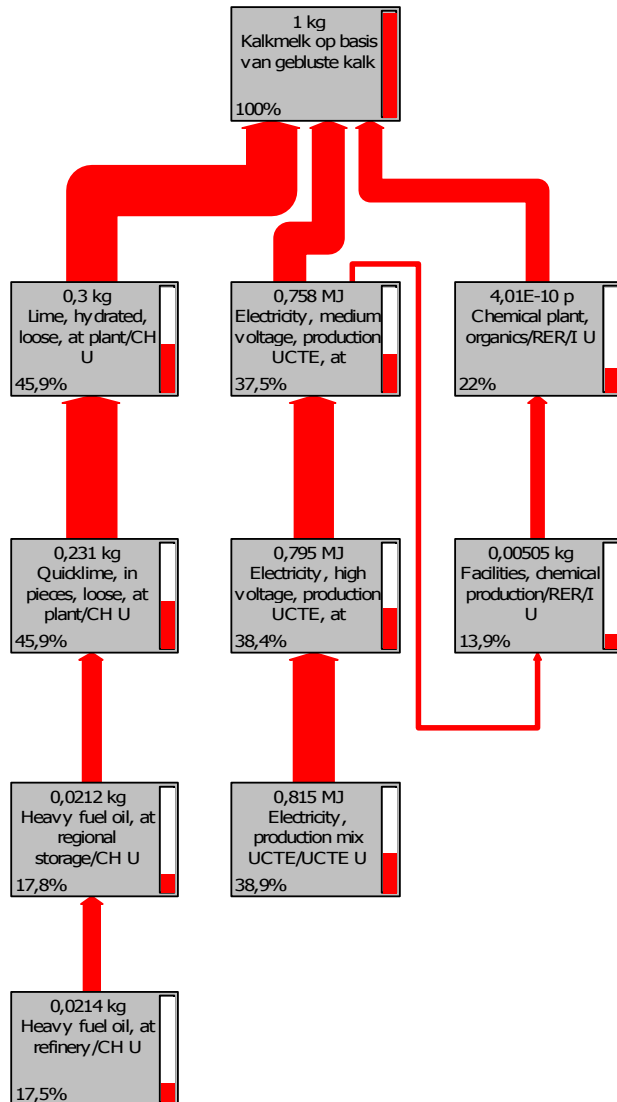 1 kg
Kalkmelk op basis
van gebluste kalk
100%
0,3 kg
Lime, hydrated,
loose, at plant/CH
U
45,9%
0,758 MJ
Electricity, medium
voltage, production
UCTE, at
37,5%
4,01E-10 p
Chemical plant,
organics/RER/I U
22%
0,231 kg
Quicklime, in
pieces, loose, at
plant/CH U
45,9%
0,795 MJ
Electricity, high
voltage, production
UCTE, at
38,4%
0,00505 kg
Facilities, chemical
production/RER/I
U
13,9%
0,0212 kg
Heavy fuel oil, at
regional
storage/CH U
17,8%
0,815 MJ
Electricity,
production mix
UCTE/UCTE U
38,9%
0,0214 kg
Heavy fuel oil, at
refinery/CH U
17,5%